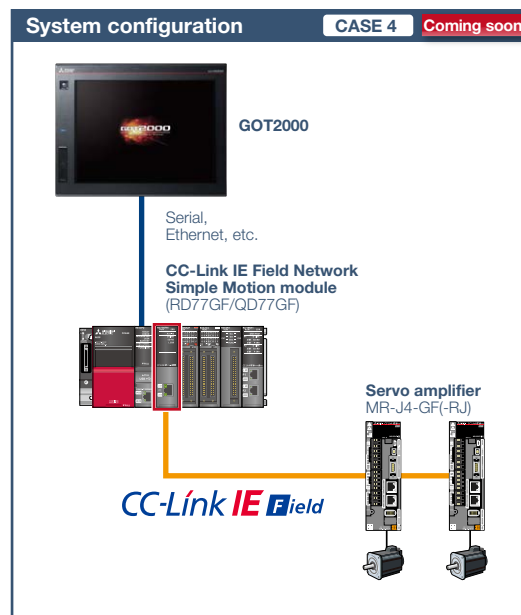 System configuration
CASE 4
Coming soon
GOT2000
GOT2000
Serial,
Ethernet, etc.
CC-Link IE Field Network
Simple Motion module
(RD77GF/QD77GF)
Servo amplifier
MR-J4-GF(-RJ)
CC-Link IE Field